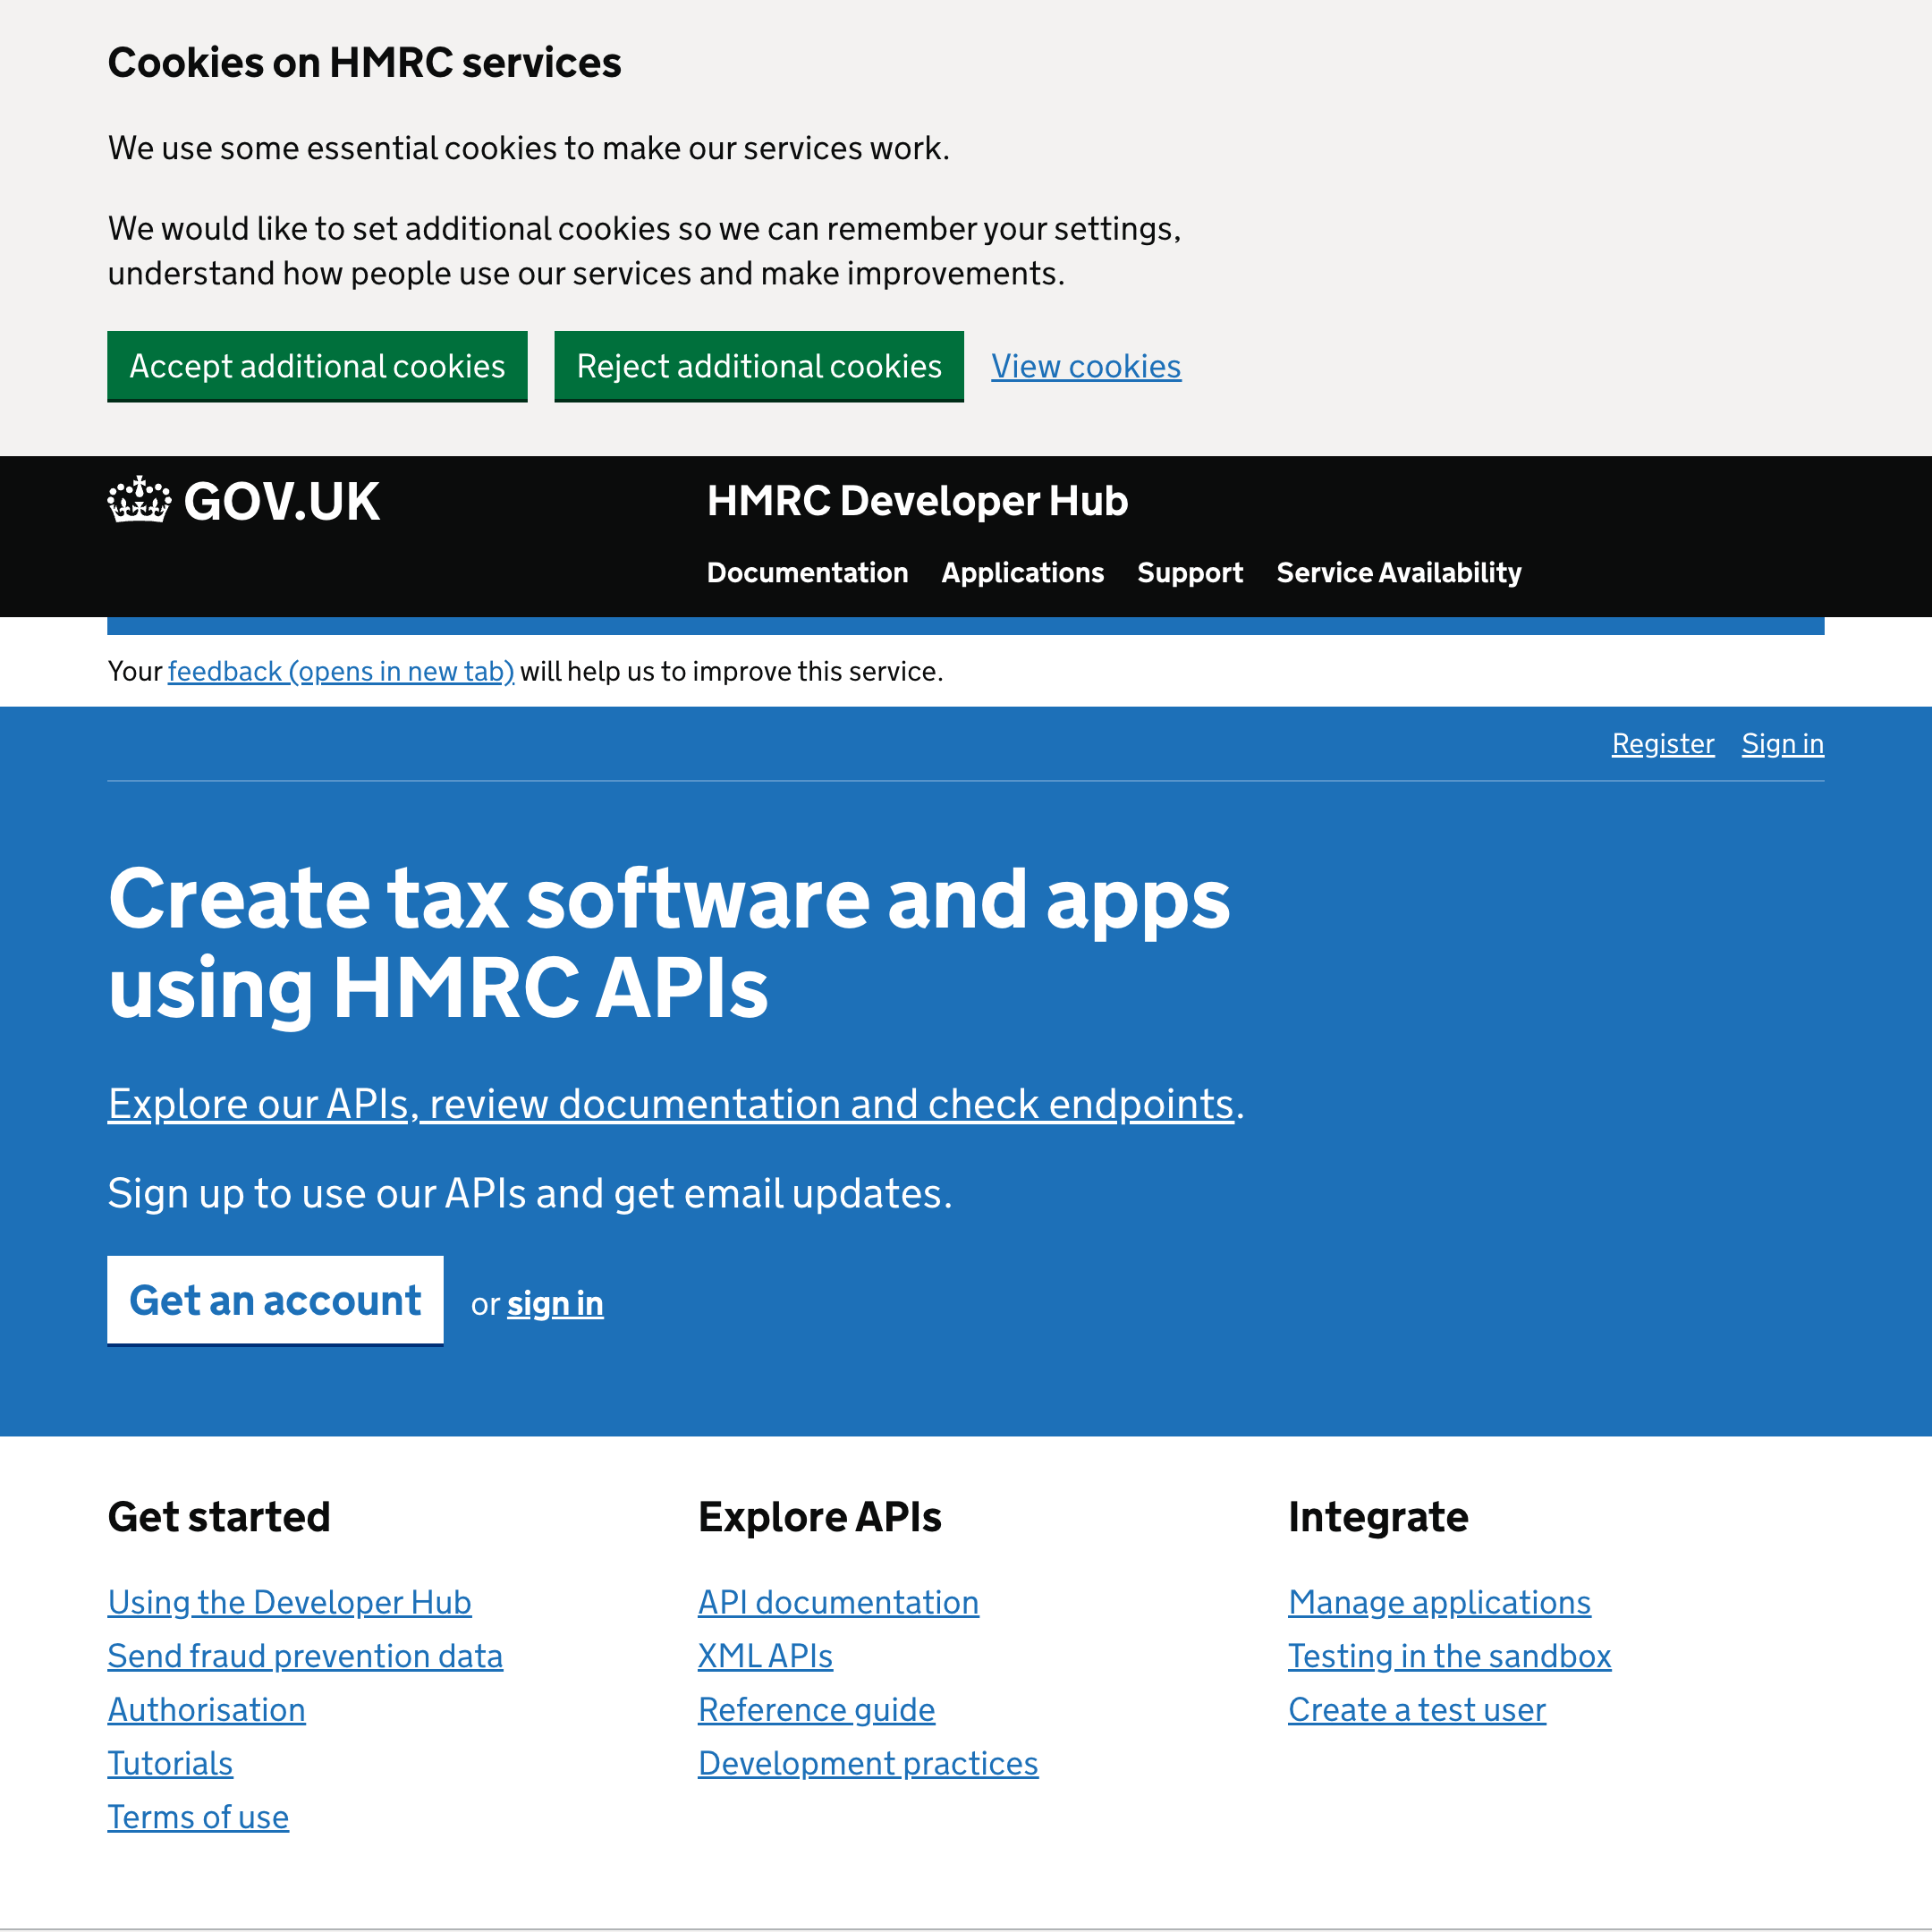 Cookies on HMRC services
We use some essential cookies to make our services work.
We would like to set additional cookies so we can remember your settings,
understand how people use our services and make improvements.
Accept additional cookies Reject additional cookies View cookies
GOV.UK HMRC Developer Hub
Documentation Applications Support Service Availability
Your feedback (opens in new tab) will help us to improve this service.
Register Sign in
Create tax software and apps
using HMRC APIs
Explore our APIs, review documentation and check endpoints.
Sign up to use our APIs and get email updates.
Get an account or sign in
Get started
Using the Developer Hub
Send fraud prevention data
Authorisation
Tutorials
Terms of use
Explore APIs
API documentation
XML APIs
Reference guide
Development practices
Integrate
Manage applications
Testing in the sandbox
Create a test user